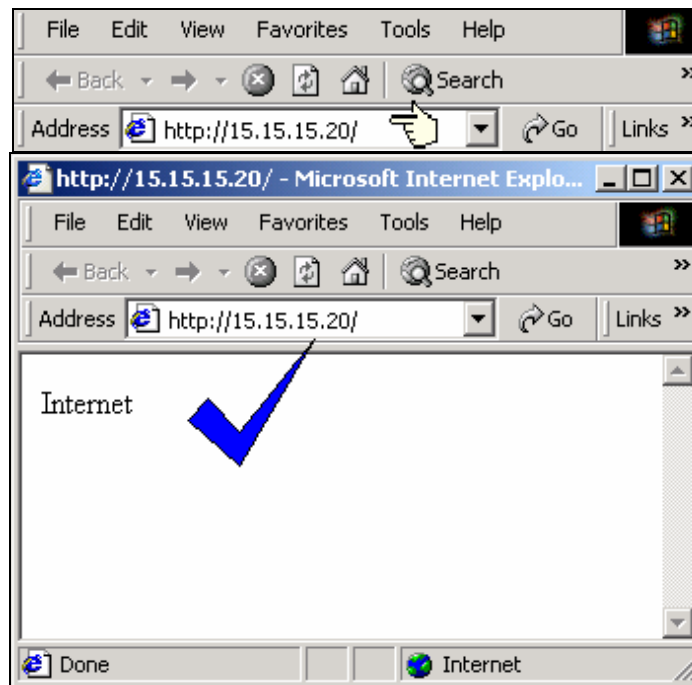 File Edit View Favorites Tools Help
Back Search »
Address http://15.15.15.20/ Go Links »
http://15.15.15.20/ - Microsoft Internet Explo...
File Edit View Favorites Tools Help
Back Search »
Address http://15.15.15.20/ Go Links »
Internet
Done Internet